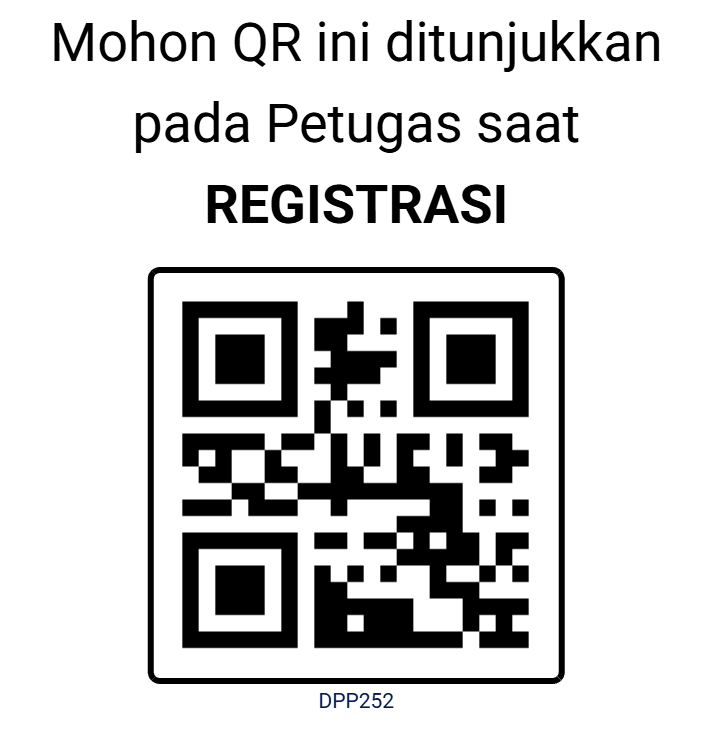 Mohon QR ini ditunjukkan
pada Petugas saat
REGISTRASI
DPP252